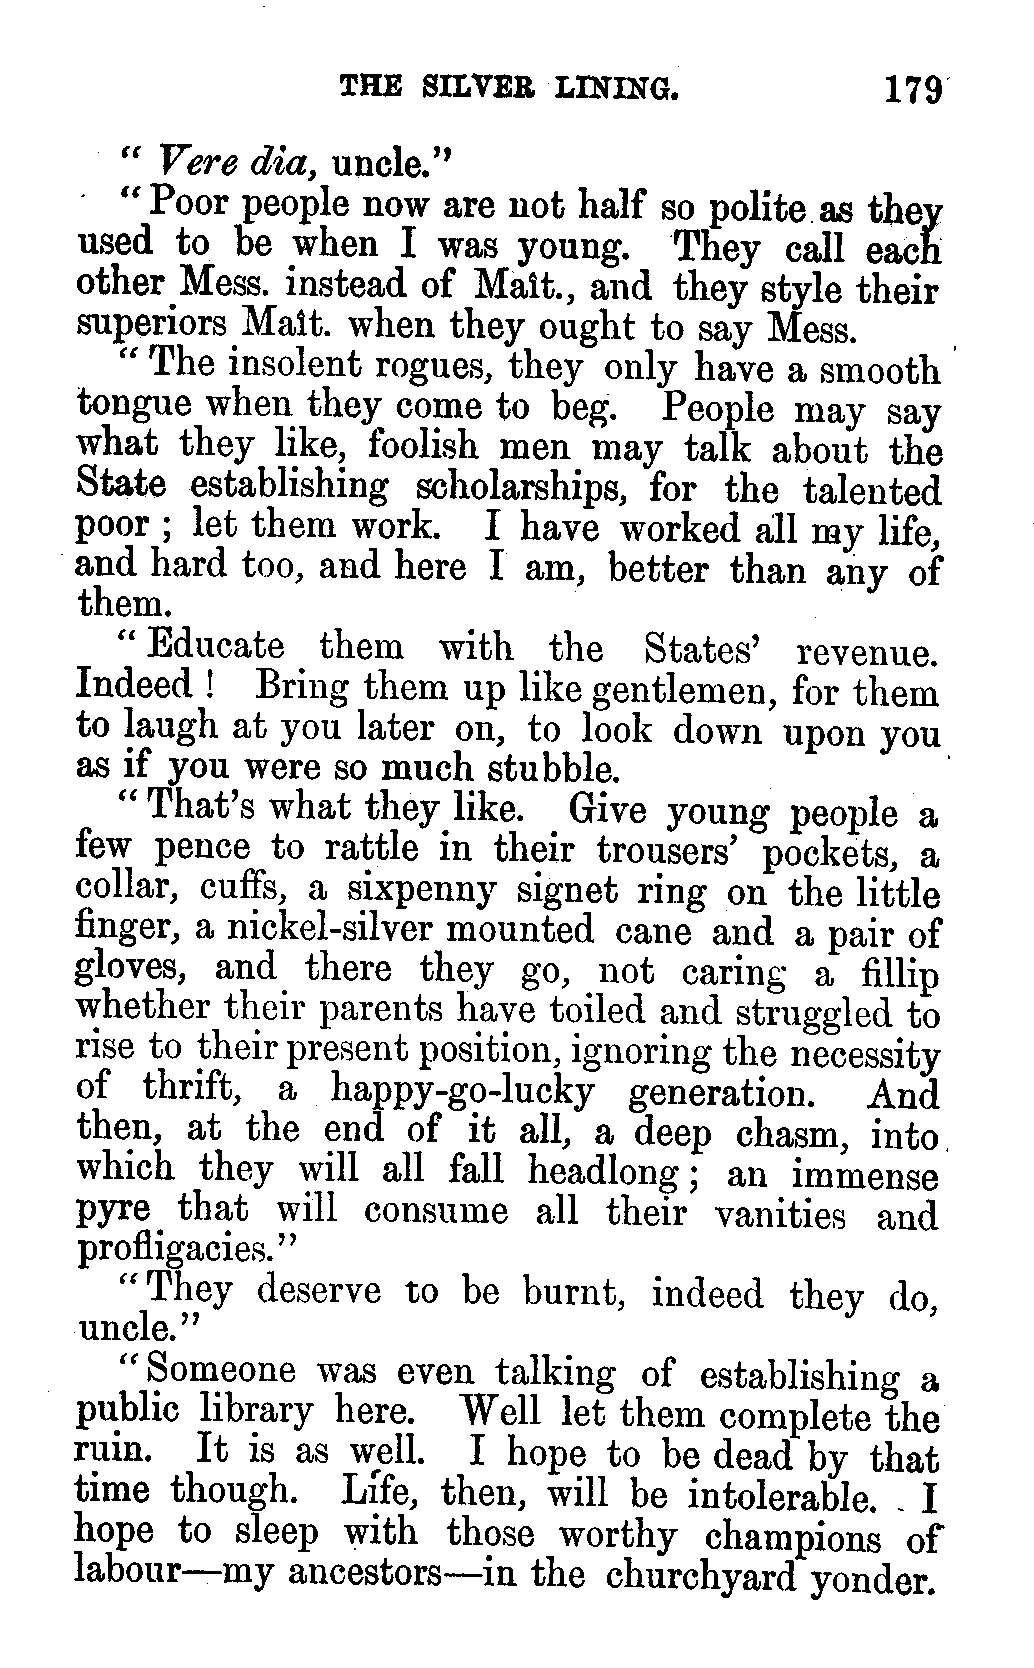 THE SILVER LINING. 179
" Vere dia, uncle."
"Poor people now are not half so polite as they
used to be when I was young. They call each
other Mess. instead of Maît., and they style their
superiors Maît. when they ought to say Mess.
"The insolent rogues, they only have a smooth
tongue when they come to beg. People may say
what they like, foolish men may talk about the
State establishing scholarships, for the talented
poor ; let them work. I have worked all my life,
and hard too, and here I am, better than any of
them.
"Educate them with the States' revenue.
Indeed ! Bring them up like gentlemen, for them
to laugh at you later on, to look down upon you
as if you were so much stubble.
"That's what they like. Give young people a
few pence to rattle in their trousers' pockets, a
collar, cuffs, a sixpenny signet ring on the little
finger, a nickel-silver mounted cane and a pair of
gloves, and there they go, not caring a fillip
whether their parents have toiled and struggled to
rise to their present position, ignoring the necessity
of thrift, a happy-go-lucky generation. And
then, at the end of it all, a deep chasm, into
which they will all fall headlong ; an immense
pyre that will consume all their vanities and
profligacies."
"They deserve to be burnt, indeed they do,
uncle."
"Someone was even talking of establishing a
public library here. Well let them complete the
ruin. It is as well. I hope to be dead by that
time though. Life, then, will be intolerable. I
hope to sleep with those worthy champions of
labour—my ancestors—in the churchyard yonder.